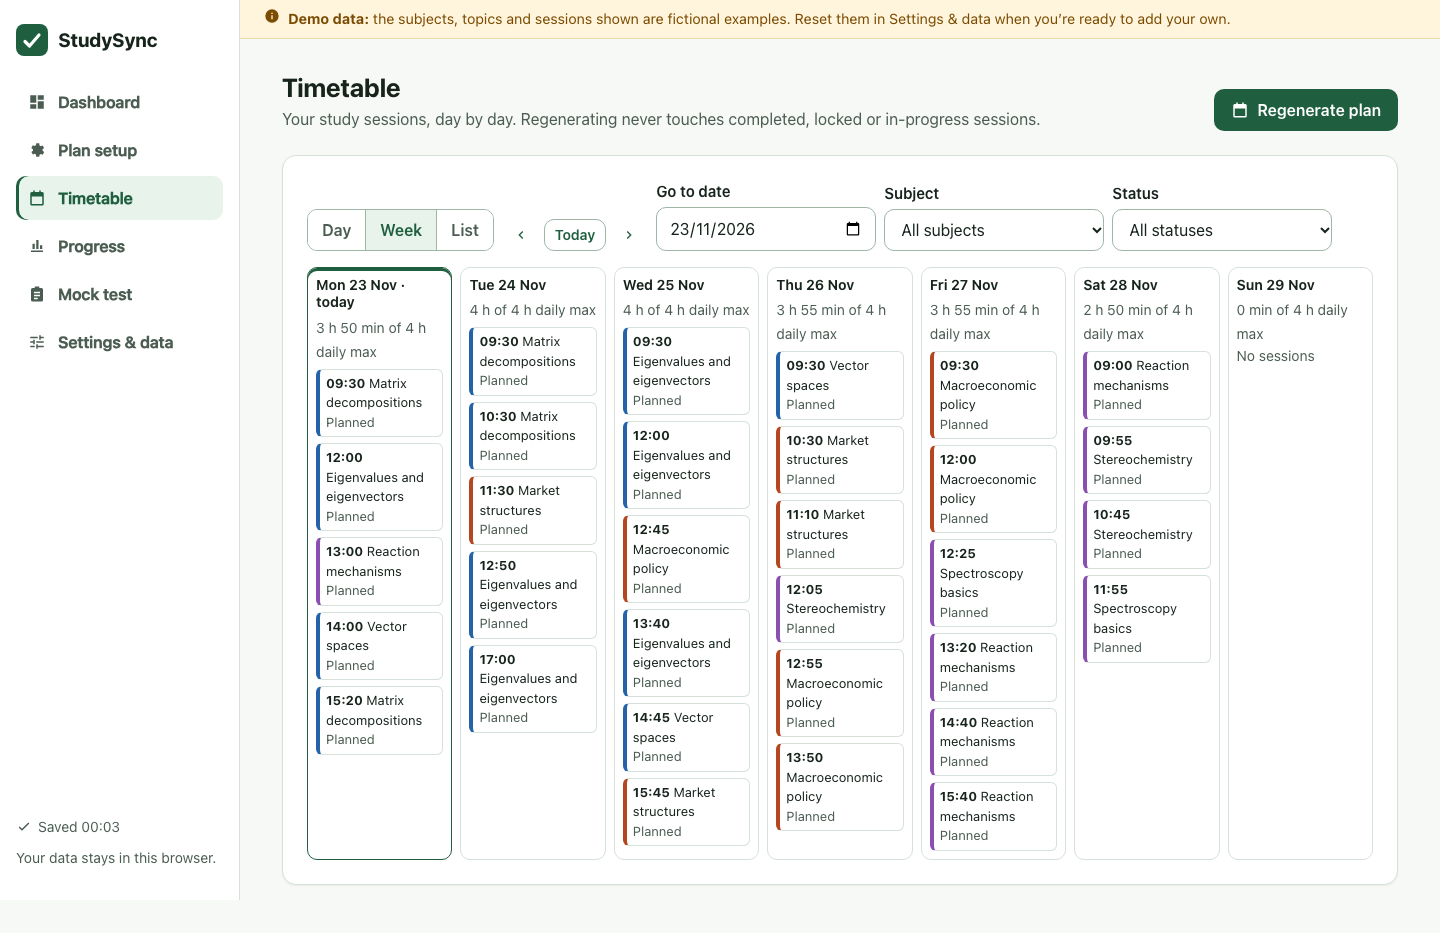 StudySync
Dashboard
Plan setup
Timetable
Progress
Mock test
Settings & data
Saved 00:03
Your data stays in this browser.
Demo data: the subjects, topics and sessions shown are fictional examples. Reset them in Settings & data when you’re ready to add your own.
Timetable
Your study sessions, day by day. Regenerating never touches completed, locked or in-progress sessions.
Regenerate plan
Day
Week
List
‹
Today
›
Go to date
23/11/2026
Subject
All subjects
Status
All statuses
Mon 23 Nov ·
today
3 h 50 min of 4 h
daily max
09:30 Matrix
decompositions
Planned
12:00
Eigenvalues and
eigenvectors
Planned
13:00 Reaction
mechanisms
Planned
14:00 Vector
spaces
Planned
15:20 Matrix
decompositions
Planned
Tue 24 Nov
4 h of 4 h daily max
09:30 Matrix
decompositions
Planned
10:30 Matrix
decompositions
Planned
11:30 Market
structures
Planned
12:50
Eigenvalues and
eigenvectors
Planned
17:00
Eigenvalues and
eigenvectors
Planned
Wed 25 Nov
4 h of 4 h daily max
09:30
Eigenvalues and
eigenvectors
Planned
12:00
Eigenvalues and
eigenvectors
Planned
12:45
Macroeconomic
policy
Planned
13:40
Eigenvalues and
eigenvectors
Planned
14:45 Vector
spaces
Planned
15:45 Market
structures
Planned
Thu 26 Nov
3 h 55 min of 4 h
daily max
09:30 Vector
spaces
Planned
10:30 Market
structures
Planned
11:10 Market
structures
Planned
12:05
Stereochemistry
Planned
12:55
Macroeconomic
policy
Planned
13:50
Macroeconomic
policy
Planned
Fri 27 Nov
3 h 55 min of 4 h
daily max
09:30
Macroeconomic
policy
Planned
12:00
Macroeconomic
policy
Planned
12:25
Spectroscopy
basics
Planned
13:20 Reaction
mechanisms
Planned
14:40 Reaction
mechanisms
Planned
15:40 Reaction
mechanisms
Planned
Sat 28 Nov
2 h 50 min of 4 h
daily max
09:00 Reaction
mechanisms
Planned
09:55
Stereochemistry
Planned
10:45
Stereochemistry
Planned
11:55
Spectroscopy
basics
Planned
Sun 29 Nov
0 min of 4 h daily
max
No sessions